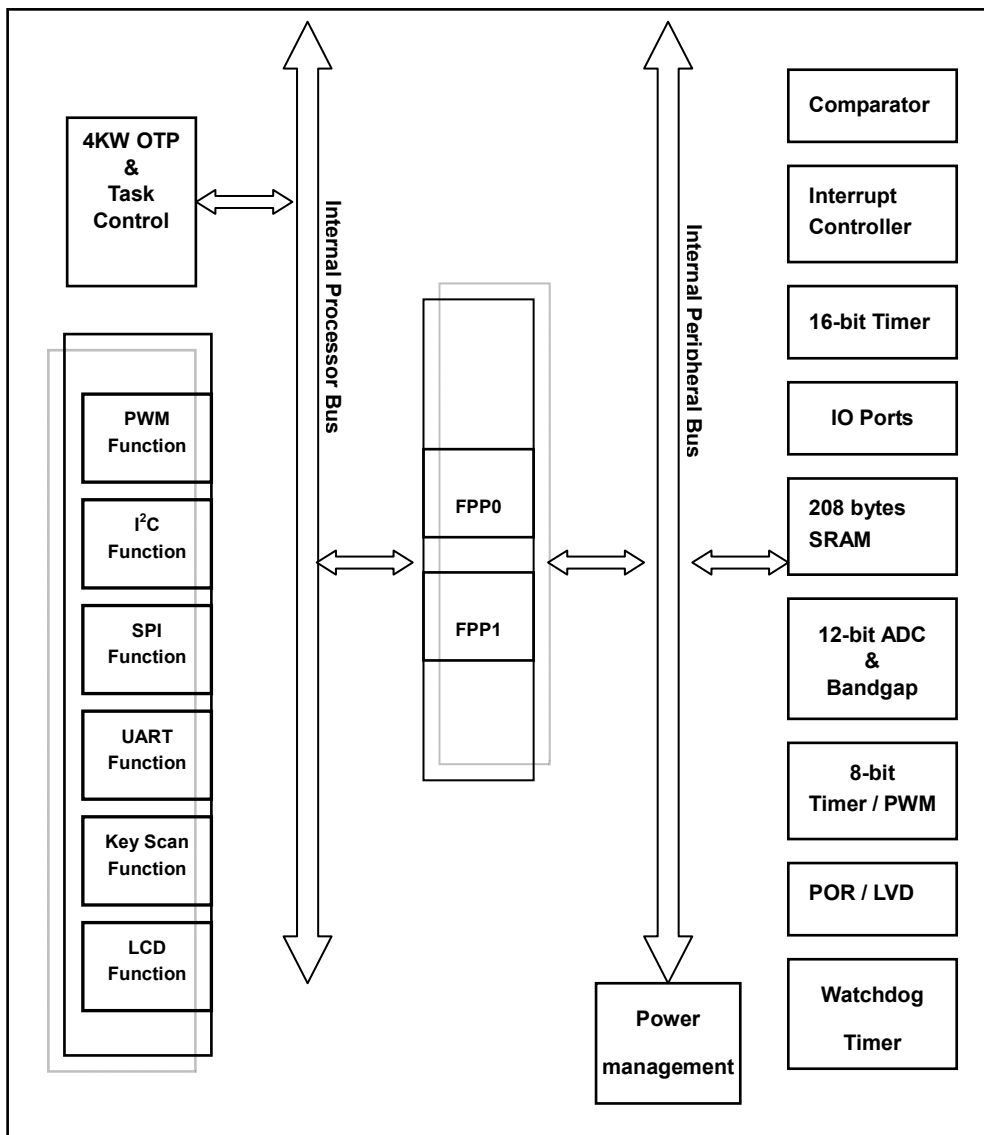 4KW OTP
&
Task
Control
PWM
Function
I²C
Function
SPI
Function
UART
Function
Key Scan
Function
LCD
Function
Internal Processor Bus
FPP0
FPP1
Internal Peripheral Bus
Power
management
Comparator
Interrupt
Controller
16-bit Timer
IO Ports
208 bytes
SRAM
12-bit ADC
&
Bandgap
8-bit
Timer / PWM
POR / LVD
Watchdog
Timer